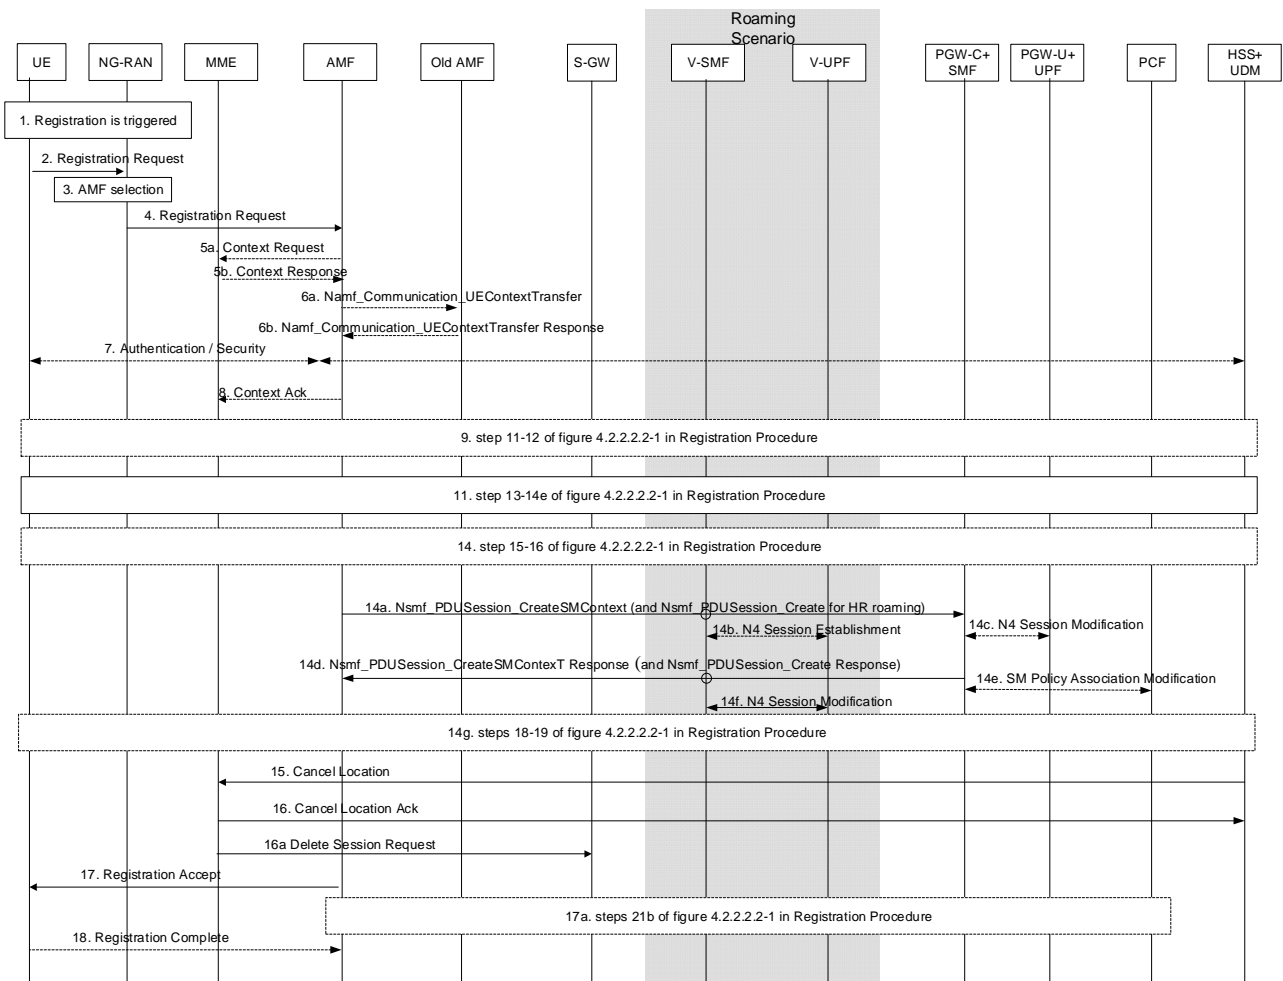 Roaming
Scenario
UE
NG-RAN
MME
AMF
Old AMF
S-GW
V-SMF
V-UPF
PGW-C+
SMF
PGW-U+
UPF
PCF
HSS+
UDM
1. Registration is triggered
2. Registration Request
3. AMF selection
4. Registration Request
5a. Context Request
5b. Context Response
6a. Namf_Communication_UEContextTransfer
6b. Namf_Communication_UEContextTransfer Response
7. Authentication / Security
8. Context Ack
9. step 11-12 of figure 4.2.2.2.2-1 in Registration Procedure
11. step 13-14e of figure 4.2.2.2.2-1 in Registration Procedure
14. step 15-16 of figure 4.2.2.2.2-1 in Registration Procedure
14a. Nsmf_PDUSession_CreateSMContext (and Nsmf_PDUSession_Create for HR roaming)
14b. N4 Session Establishment
14c. N4 Session Modification
14d. Nsmf_PDUSession_CreateSMContexT Response (and Nsmf_PDUSession_Create Response)
14e. SM Policy Association Modification
14f. N4 Session Modification
14g. steps 18-19 of figure 4.2.2.2.2-1 in Registration Procedure
15. Cancel Location
16. Cancel Location Ack
16a Delete Session Request
17. Registration Accept
17a. steps 21b of figure 4.2.2.2.2-1 in Registration Procedure
18. Registration Complete